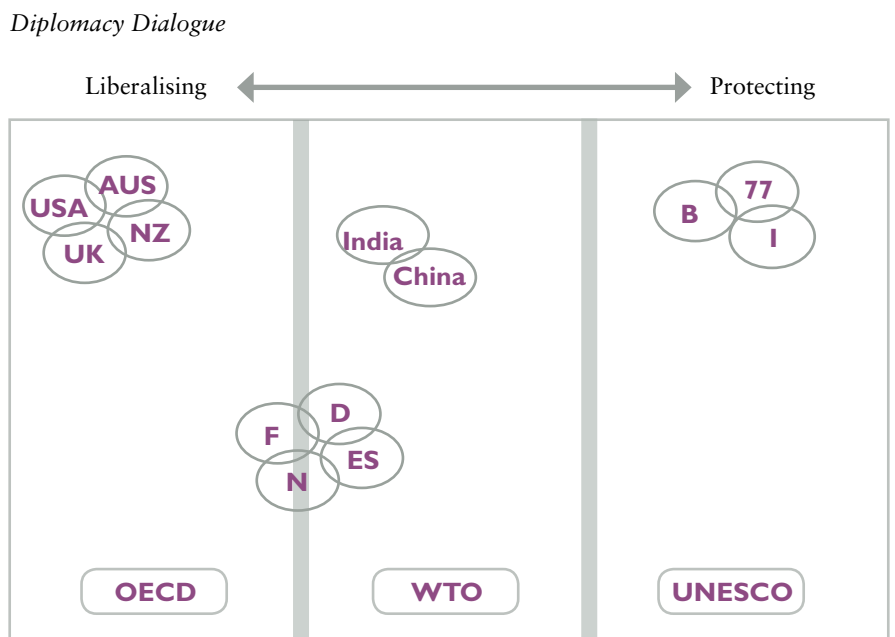 Diplomacy Dialogue
Liberalising Protecting
AUS
USA
NZ
UK
India
China
77
B
I
D
F
ES
N
OECD WTO UNESCO